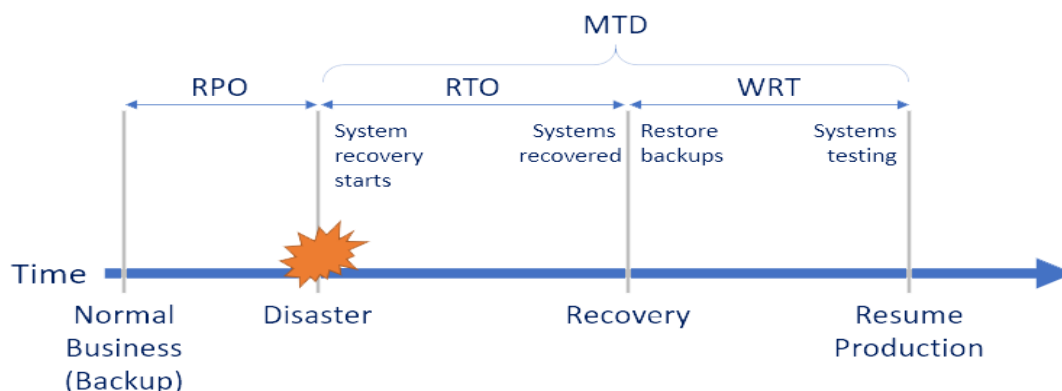 MTD
RPO
RTO
WRT
System
recovery
starts
Systems
recovered
Restore
backups
Systems
testing
Time
Normal
Business
(Backup)
Disaster
Recovery
Resume
Production